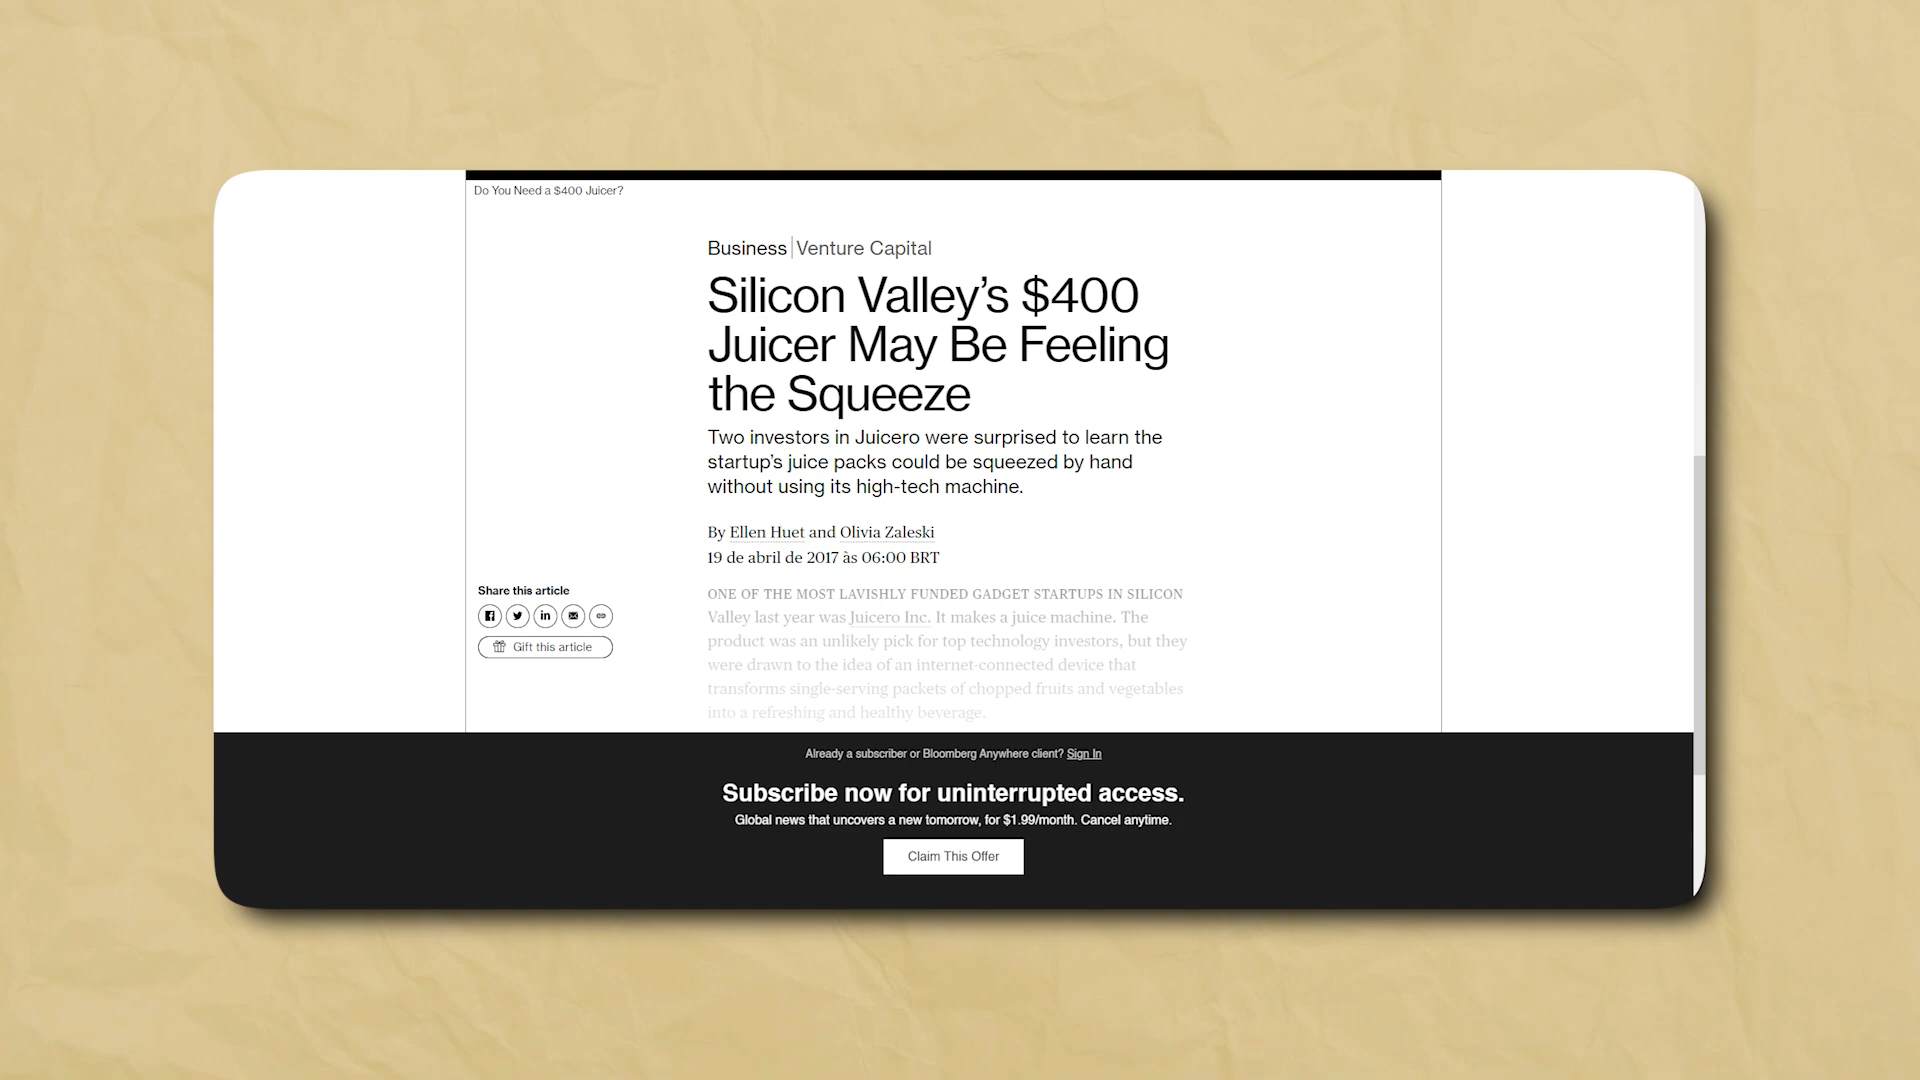 Do You Need a $400 Juicer?
Business | Venture Capital
Silicon Valley’s $400
Juicer May Be Feeling
the Squeeze
Two investors in Juicero were surprised to learn the
startup’s juice packs could be squeezed by hand
without using its high-tech machine.
By Ellen Huet and Olivia Zaleski
19 de abril de 2017 às 06:00 BRT
Share this article
Gift this article
ONE OF THE MOST LAVISHLY FUNDED GADGET STARTUPS IN SILICON
Valley last year was Juicero Inc. It makes a juice machine. The
product was an unlikely pick for top technology investors, but they
were drawn to the idea of an internet-connected device that
transforms single-serving packets of chopped fruits and vegetables
into a refreshing and healthy beverage.
Already a subscriber or Bloomberg Anywhere client? Sign In
Subscribe now for uninterrupted access.
Global news that uncovers a new tomorrow, for $1.99/month. Cancel anytime.
Claim This Offer